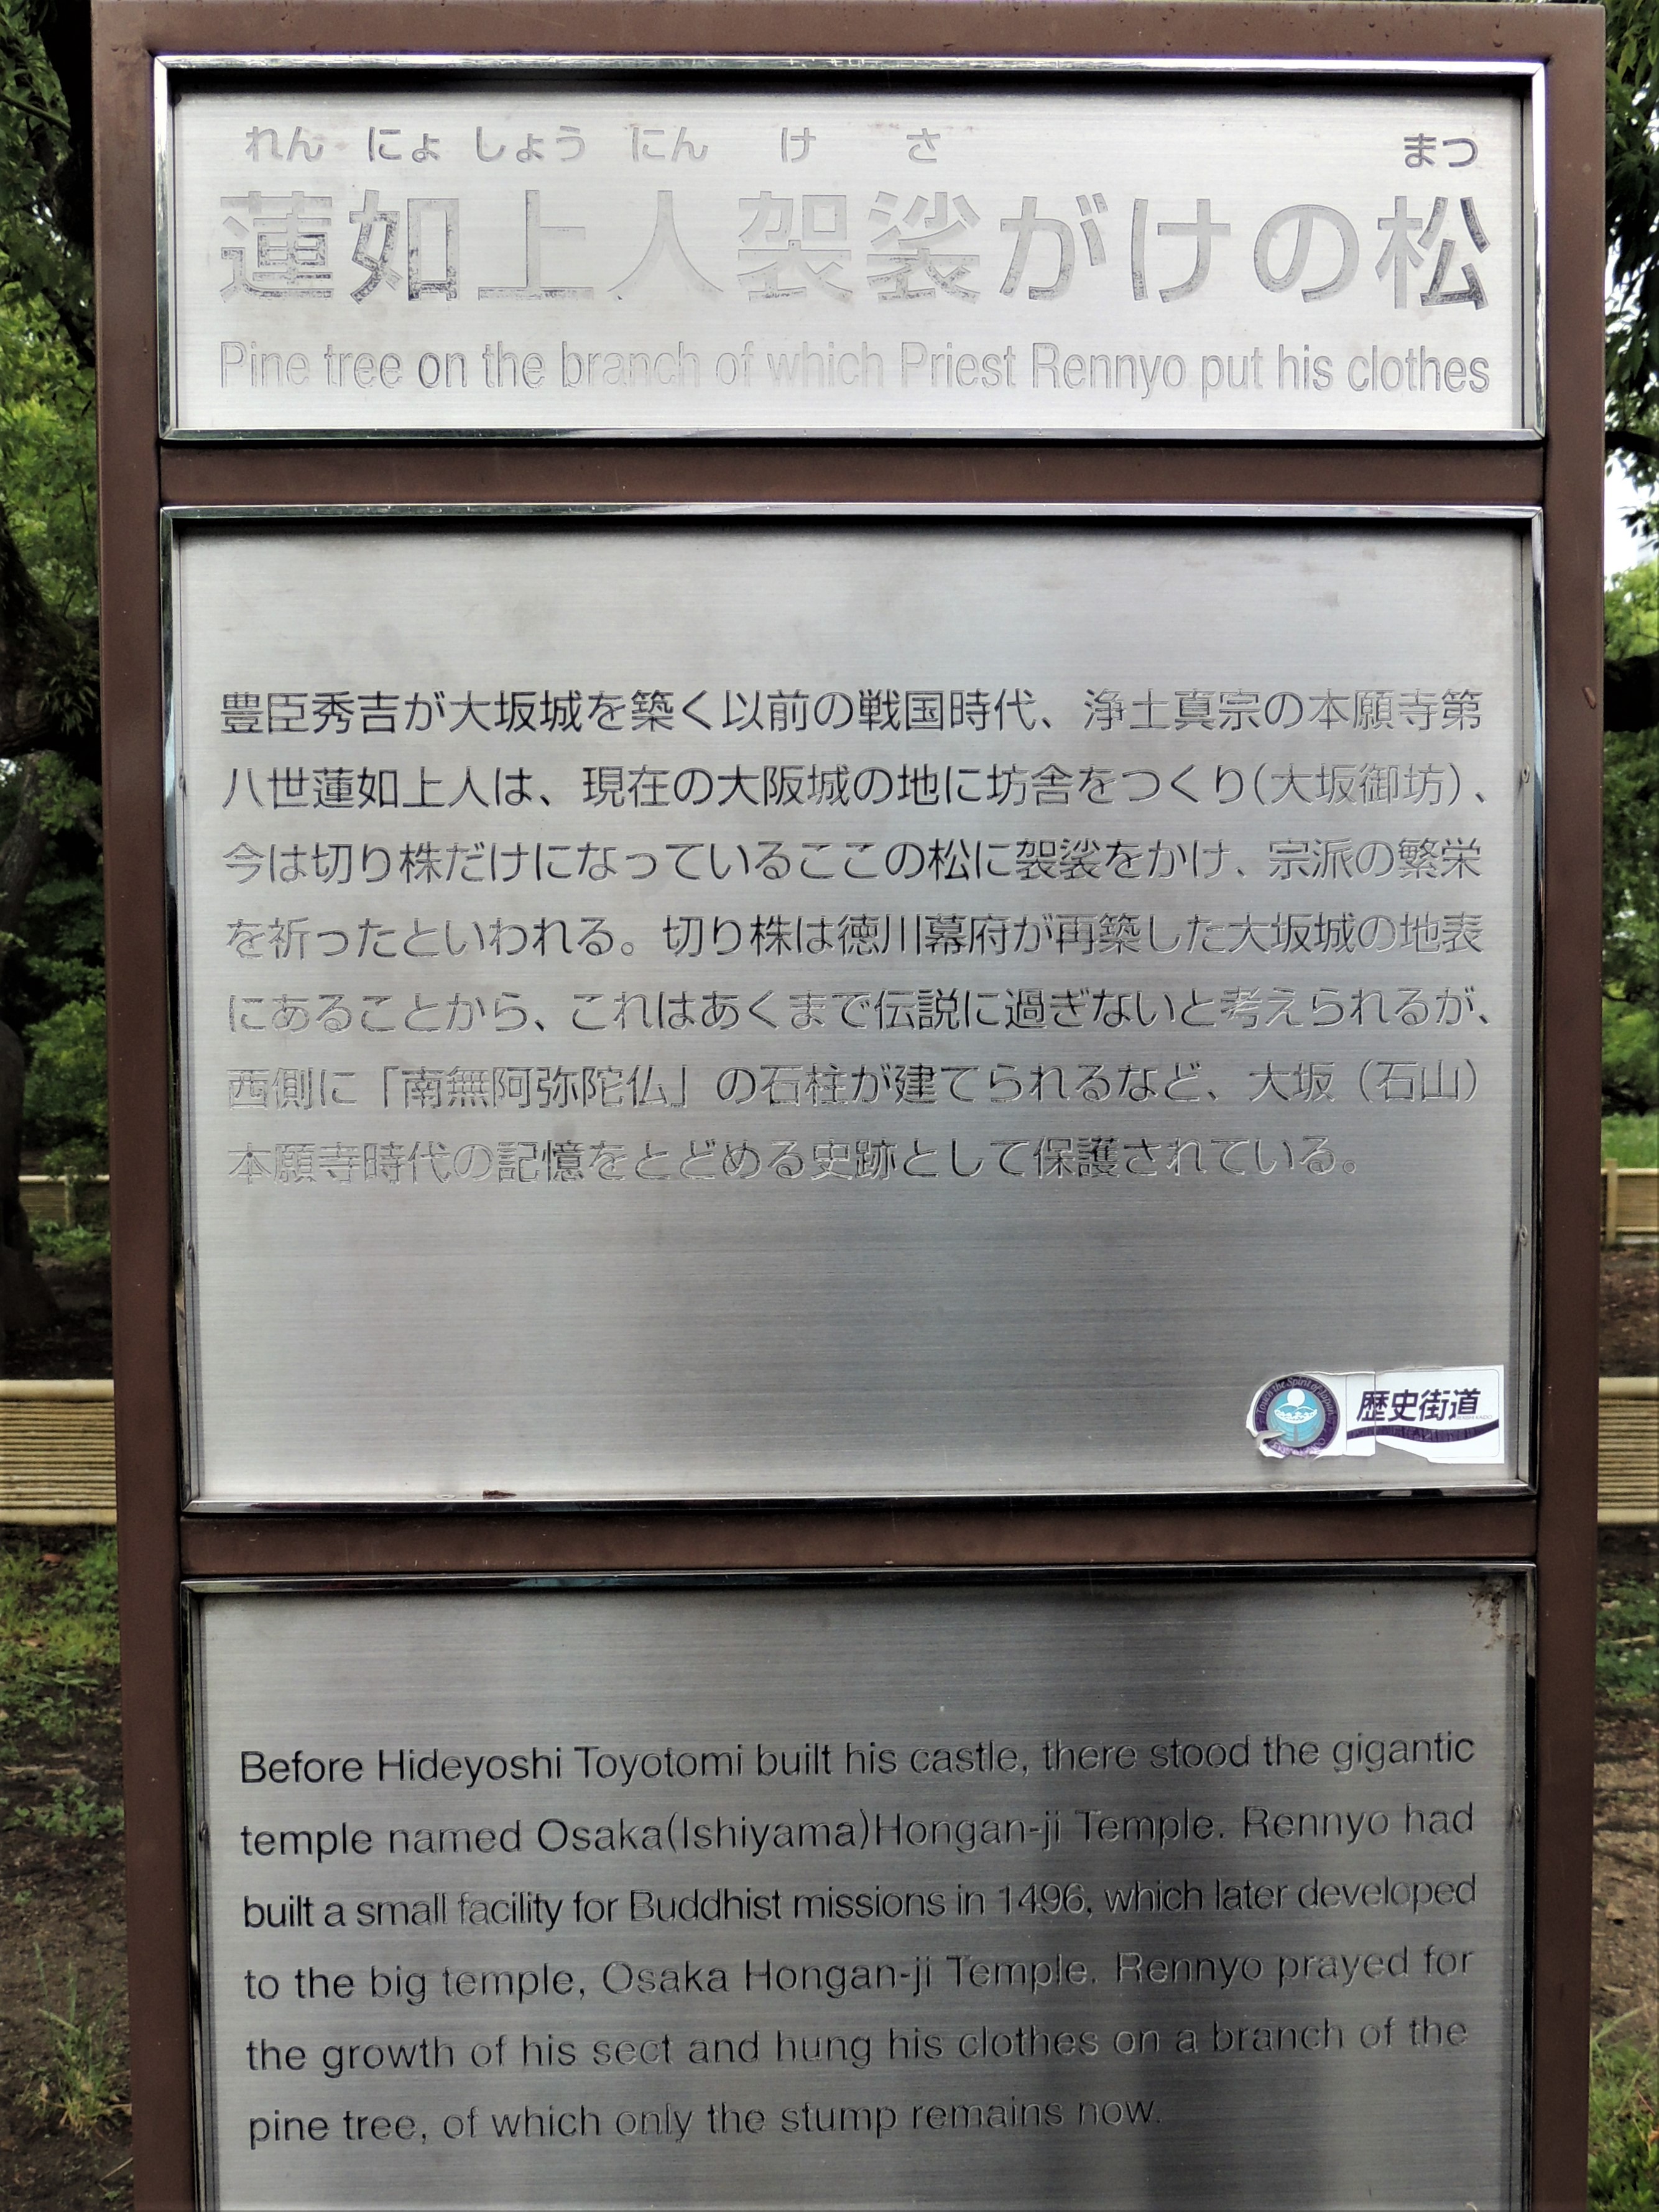 れん にょ しょう にん け さ まつ
蓮如上人袈裟がけの松
Pine tree on the branch of which Priest Rennyo put his clothes
豊臣秀吉が大坂城を築く以前の戦国時代、浄土真宗の本願寺第
八世蓮如上人は、現在の大阪城の地に坊舎をつくり(大坂御坊)、
今は切り株だけになっているここの松に袈裟をかけ、宗派の繁栄
を祈ったといわれる。切り株は徳川幕府が再築した大坂城の地表
にあることから、これはあくまで伝説に過ぎないと考えられるが、
西側に「南無阿弥陀仏」の石柱が建てられるなど、大坂(石山)
本願寺時代の記憶をとどめる史跡として保護されている。
Touch the Spirit of Japan
歴史街道
Before Hideyoshi Toyotomi built his castle, there stood the gigantic
temple named Osaka(Ishiyama)Hongan-ji Temple. Rennyo had
built a small facility for Buddhist missions in 1496, which later developed
to the big temple, Osaka Hongan-ji Temple. Rennyo prayed for
the growth of his sect and hung his clothes on a branch of the
pine tree, of which only the stump remains now.